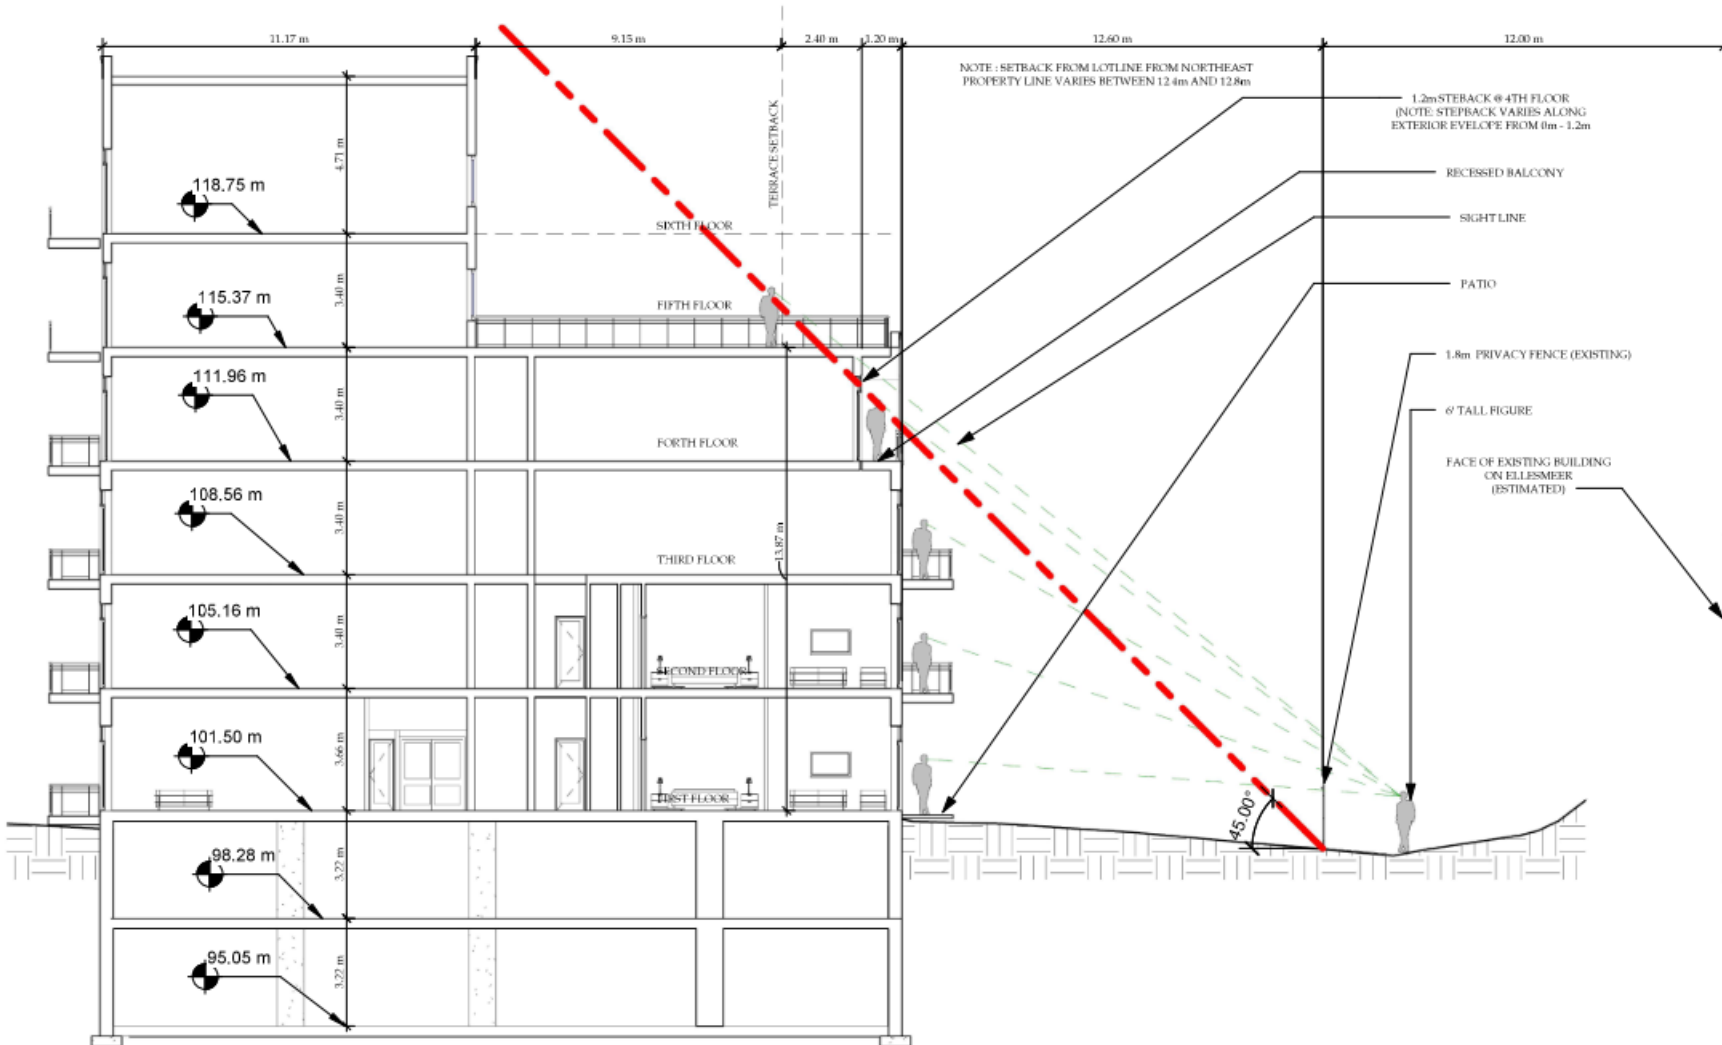 11.17 m
9.15 m
2.40 m
1.20 m
12.60 m
12.00 m
NOTE : SETBACK FROM LOTLINE FROM NORTHEAST
PROPERTY LINE VARIES BETWEEN 12.4m AND 12.8m
1.2m STEBACK @ 4TH FLOOR
(NOTE: STEPBACK VARIES ALONG
EXTERIOR EVELOPE FROM 0m - 1.2m
TERRACE SETBACK
RECESSED BALCONY
SIGHT LINE
PATIO
1.8m PRIVACY FENCE (EXISTING)
6' TALL FIGURE
FACE OF EXISTING BUILDING
ON ELLESMEER
(ESTIMATED)
4.71 m
118.75 m
SIXTH FLOOR
3.40 m
115.37 m
FIFTH FLOOR
3.40 m
111.96 m
FORTH FLOOR
3.40 m
108.56 m
THIRD FLOOR
13.87 m
3.40 m
105.16 m
SECOND FLOOR
3.66 m
101.50 m
FIRST FLOOR
45.00°
3.22 m
98.28 m
3.22 m
95.05 m